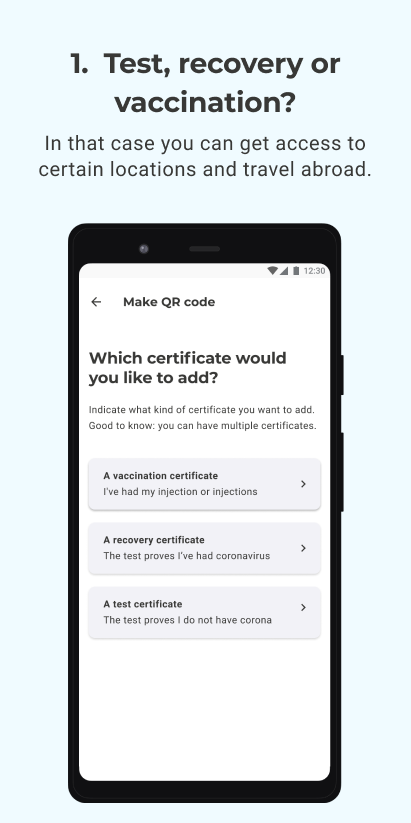 1. Test, recovery or
vaccination?
In that case you can get access to
certain locations and travel abroad.
12:30
Make QR code
Which certificate would
you like to add?
Indicate what kind of certificate you want to add.
Good to know: you can have multiple certificates.
A vaccination certificate
I've had my injection or injections
A recovery certificate
The test proves I've had coronavirus
A test certificate
The test proves I do not have corona